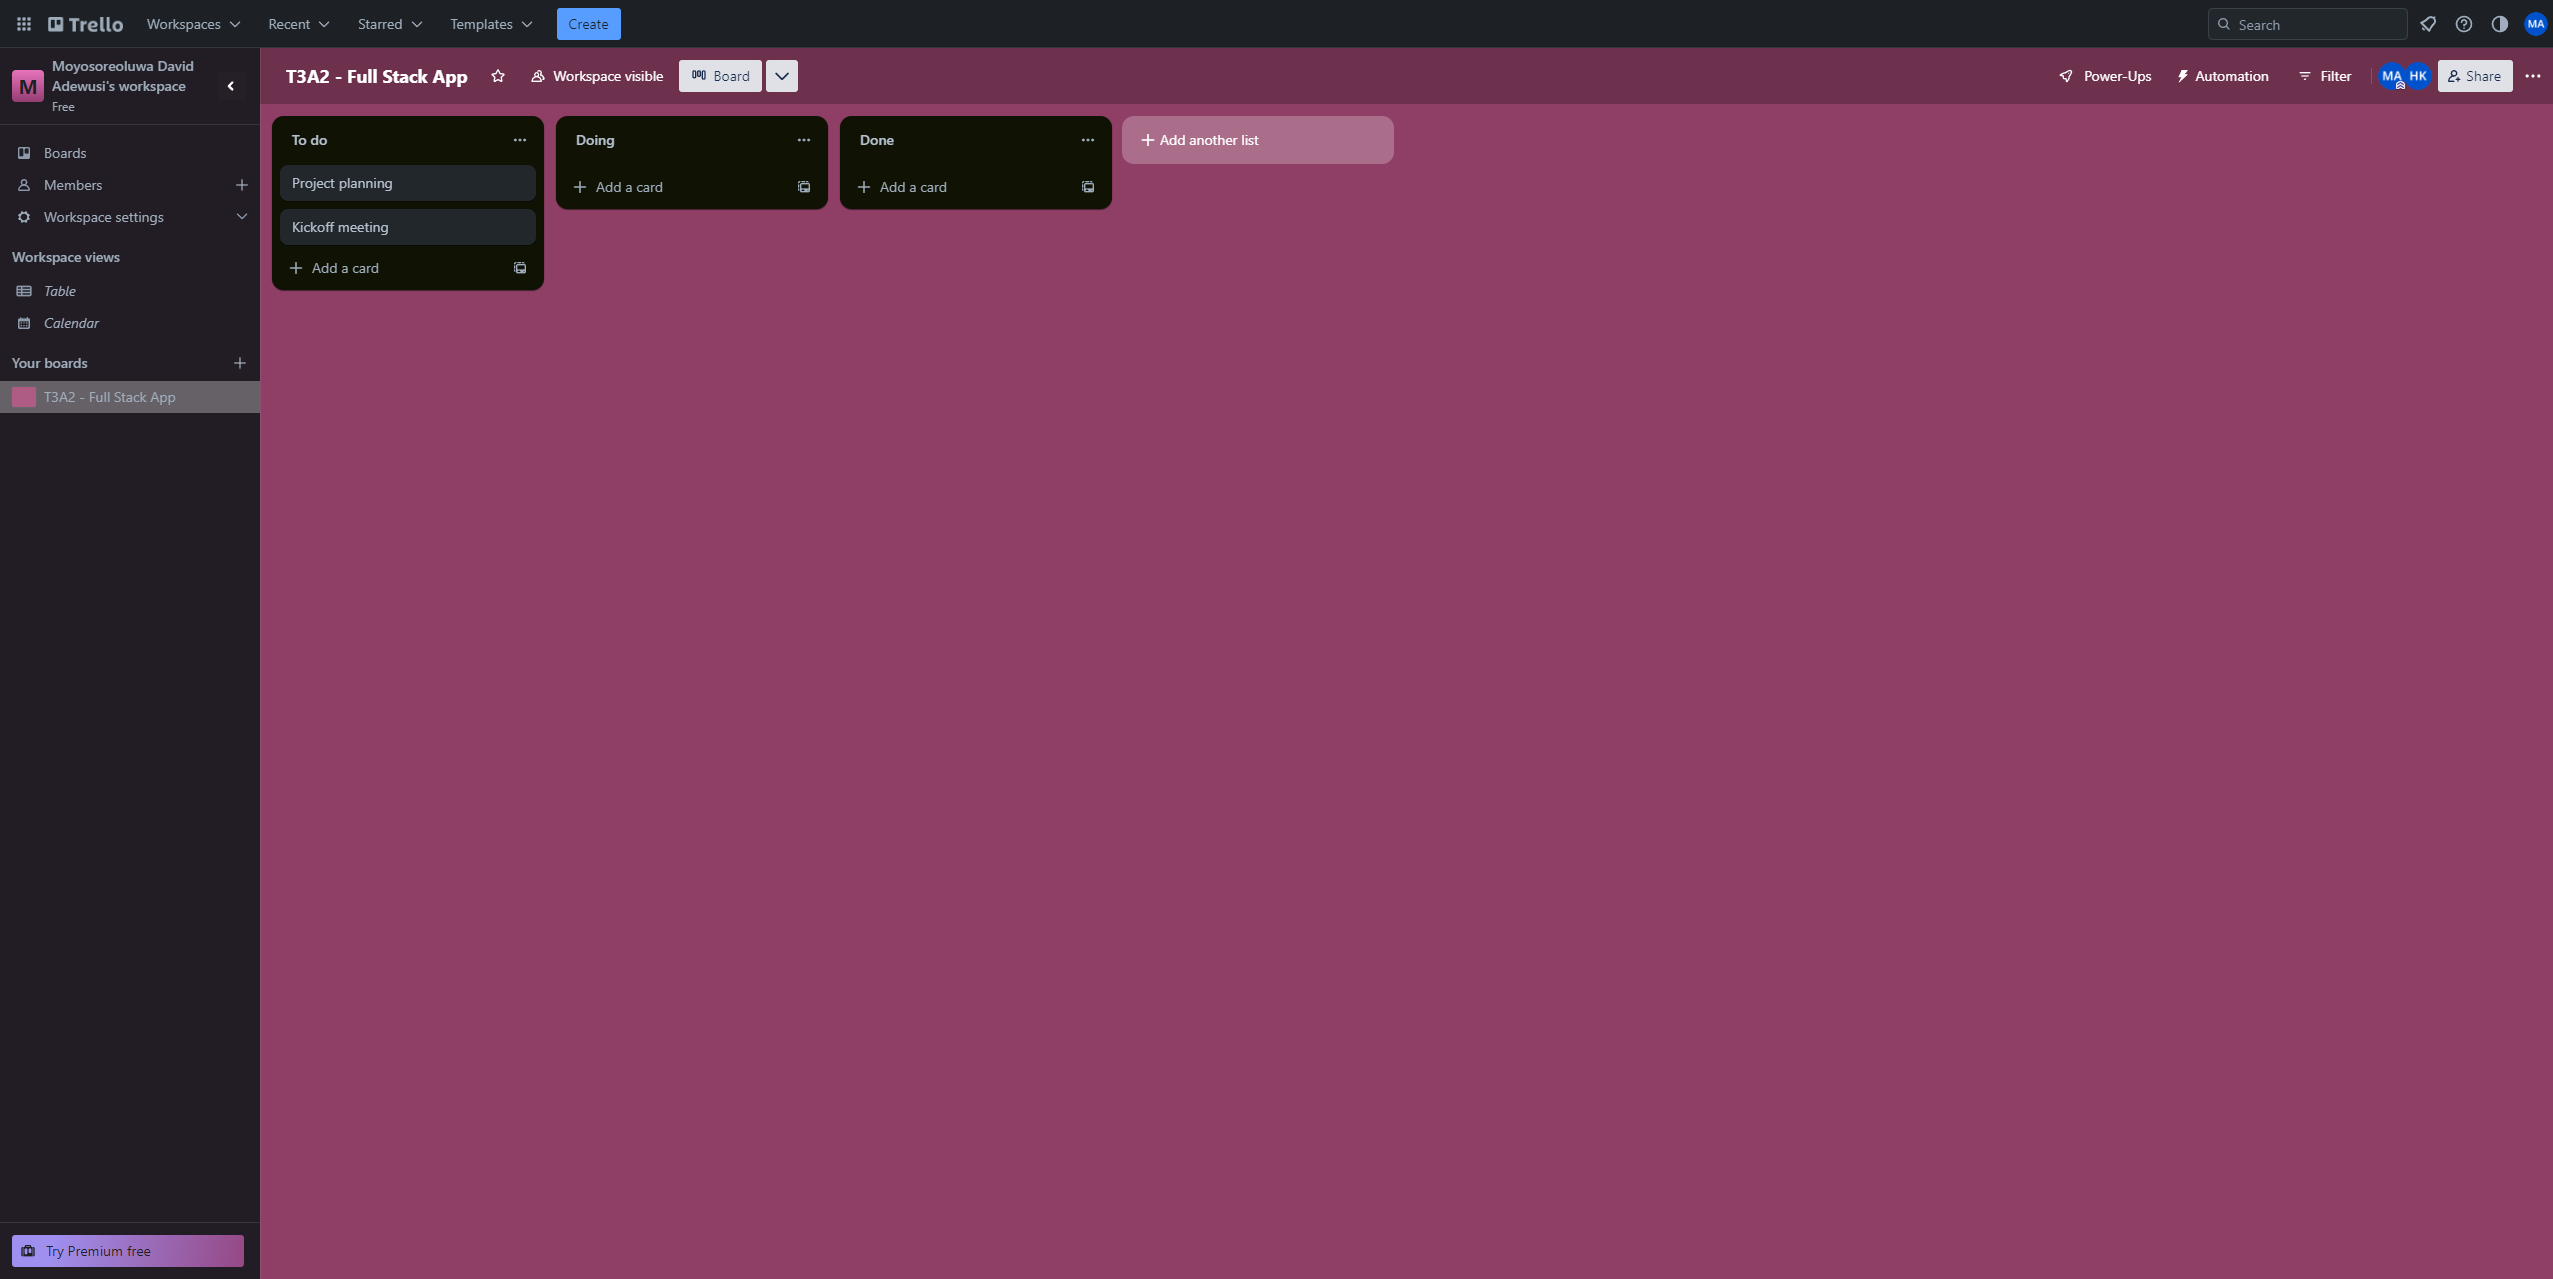 Trello
Workspaces
Recent
Starred
Templates
Create
Search
MA
M
Moyosoreoluwa David
Adewusi's workspace
Free
T3A2 - Full Stack App
Workspace visible
Board
Power-Ups
Automation
Filter
MA
HK
Share
Boards
Members
Workspace settings
Workspace views
Table
Calendar
Your boards
T3A2 - Full Stack App
To do
Project planning
Kickoff meeting
Add a card
Doing
Add a card
Done
Add a card
Add another list
Try Premium free